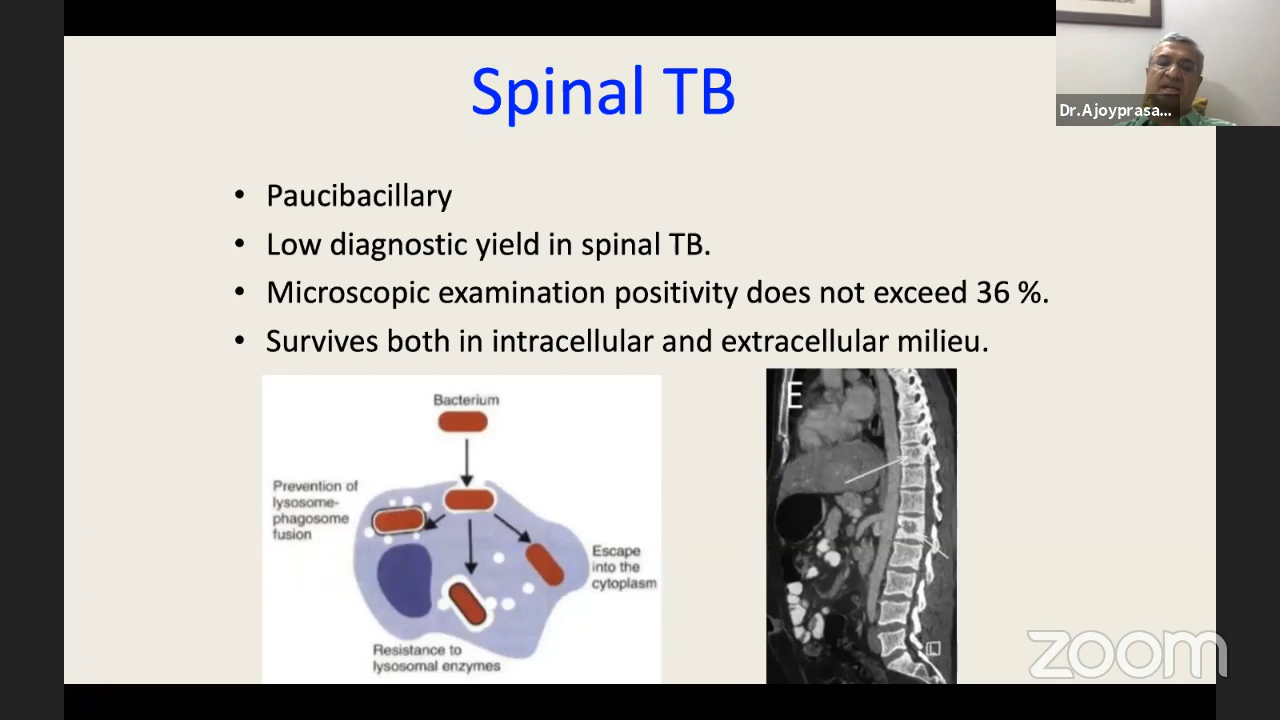 Spinal TB
Dr.Ajoyprasa...
• Paucibacillary
• Low diagnostic yield in spinal TB.
• Microscopic examination positivity does not exceed 36 %.
• Survives both in intracellular and extracellular milieu.
Bacterium
Prevention of
lysosome-
phagosome
fusion
Escape
into the
cytoplasm
Resistance to
lysosomal enzymes
E
zoom